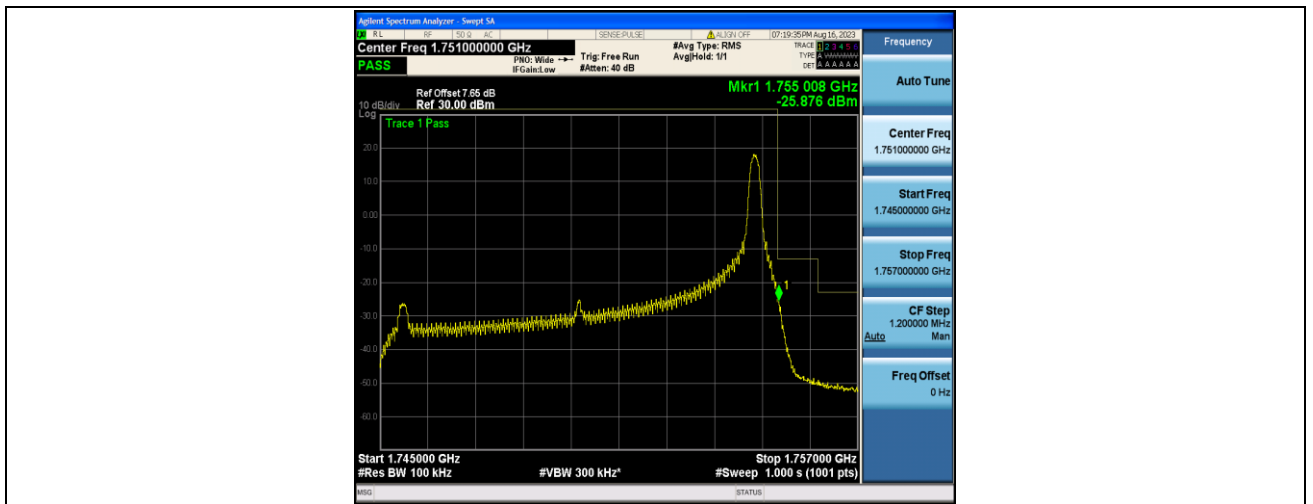 Agilent Spectrum Analyzer - Swept SA
RL RF 50 Ω AC SENSE:PULSE ALIGN OFF 07:19:35PM Aug 16, 2023
Center Freq 1.751000000 GHz
PASS
PNO: Wide
IFGain:Low
Trig: Free Run
#Atten: 40 dB
#Avg Type: RMS
Avg|Hold: 1/1
TRACE 1 2 3 4 5 6
TYPE A
DET A A A A A A
Ref Offset 7.65 dB
10 dB/div Ref 30.00 dBm
Log
Mkr1 1.755 008 GHz
-25.876 dBm
Trace 1 Pass
20.0
10.0
0.00
-10.0
-20.0
-30.0
-40.0
-50.0
-60.0
1
Start 1.745000 GHz Stop 1.757000 GHz
#Res BW 100 kHz #VBW 300 kHz* #Sweep 1.000 s (1001 pts)
MSG STATUS
Frequency
Auto Tune
Center Freq
1.751000000 GHz
Start Freq
1.745000000 GHz
Stop Freq
1.757000000 GHz
CF Step
1.200000 MHz
Auto Man
Freq Offset
0 Hz